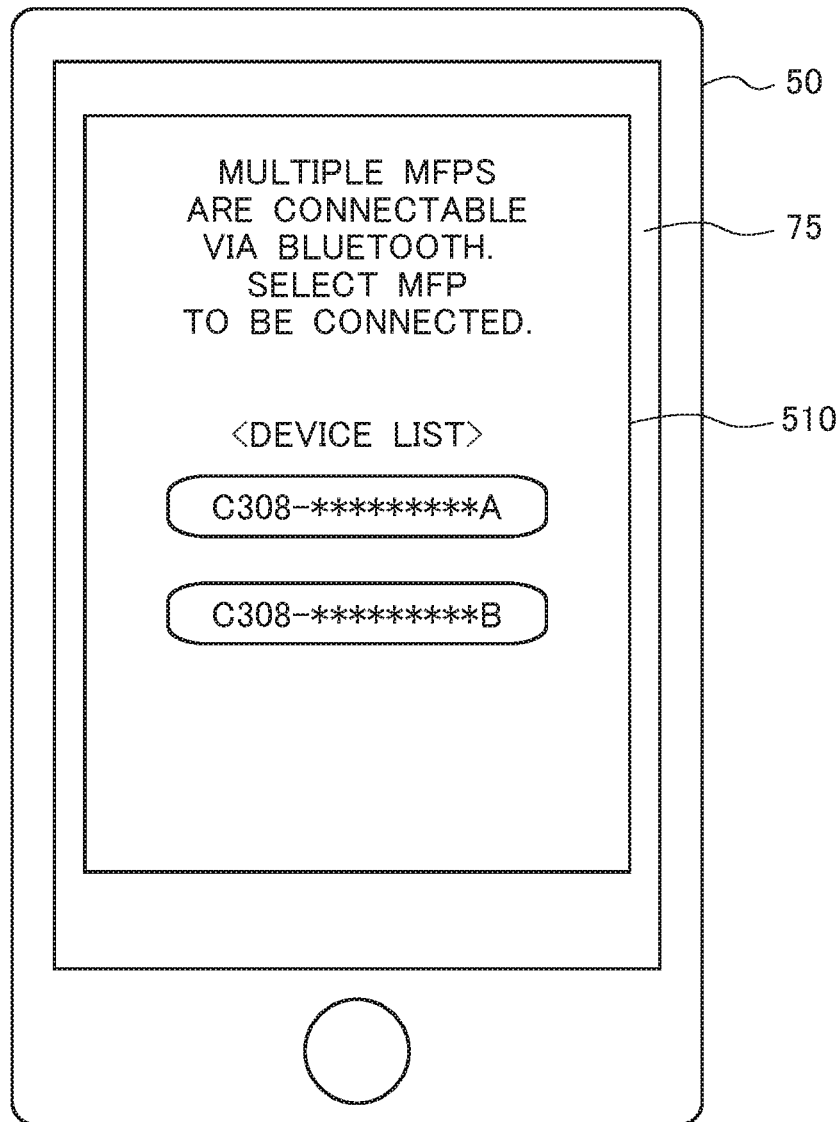 50
MULTIPLE MFPS
ARE CONNECTABLE
VIA BLUETOOTH.
SELECT MFP
TO BE CONNECTED.
75
510
<DEVICE LIST>
C308-*********A
C308-*********B